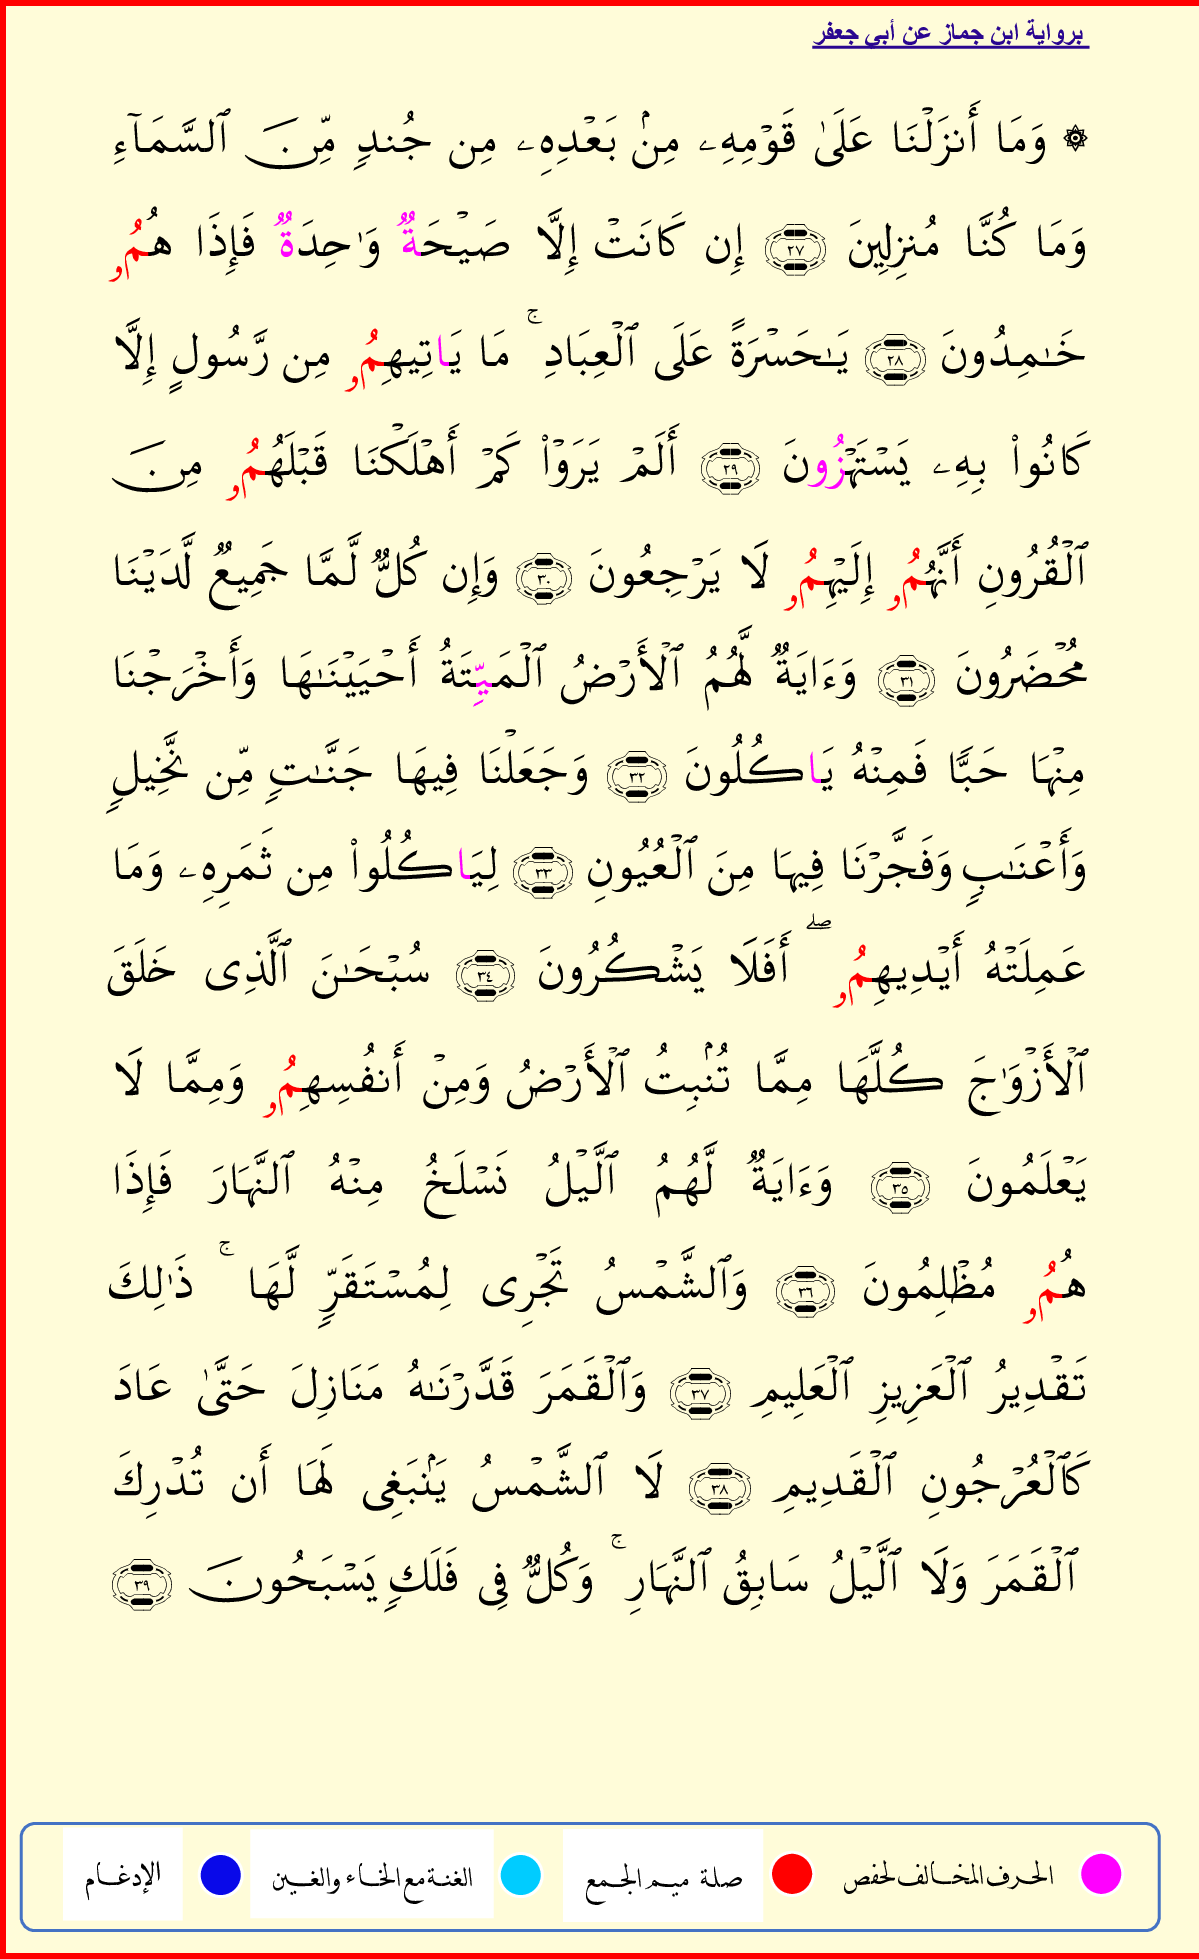 برواية ابن جماز عن أبي جعفر
۞ وَمَا أَنزَلۡنَا عَلَىٰ قَوۡمِهِۦ مِنۢ بَعۡدِهِۦ مِن جُندٖ مِّنَ ٱلسَّمَآءِ
وَمَا كُنَّا مُنزِلِينَ ٢٧ إِن كَانَتۡ إِلَّا صَيۡحَةٞ وَٰحِدَةٞ فَإِذَا هُمُۥ
خَٰمِدُونَ ٢٨ يَٰحَسۡرَةً عَلَى ٱلۡعِبَادِۚ مَا يَاتِيهِمُۥ مِن رَّسُولٍ إِلَّا
كَانُواْ بِهِۦ يَسۡتَهۡزُونَ ٢٩ أَلَمۡ يَرَوۡاْ كَمۡ أَهۡلَكۡنَا قَبۡلَهُمُۥ مِنَ
ٱلۡقُرُونِ أَنَّهُمُۥ إِلَيۡهِمُۥ لَا يَرۡجِعُونَ ٣٠ وَإِن كُلّٞ لَّمَّا جَمِيعٞ لَّدَيۡنَا
مُحۡضَرُونَ ٣١ وَءَايَةٞ لَّهُمُ ٱلۡأَرۡضُ ٱلۡمَيِّتَةُ أَحۡيَيۡنَٰهَا وَأَخۡرَجۡنَا
مِنۡهَا حَبّٗا فَمِنۡهُ يَاكُلُونَ ٣٢ وَجَعَلۡنَا فِيهَا جَنَّٰتٖ مِّن نَّخِيلٖ
وَأَعۡنَٰبٖ وَفَجَّرۡنَا فِيهَا مِنَ ٱلۡعُيُونِ ٣٣ لِيَاكُلُواْ مِن ثَمَرِهِۦ وَمَا
عَمِلَتۡهُ أَيۡدِيهِمُۥۖ أَفَلَا يَشۡكُرُونَ ٣٤ سُبۡحَٰنَ ٱلَّذِى خَلَقَ
ٱلۡأَزۡوَٰجَ كُلَّهَا مِمَّا تُنۢبِتُ ٱلۡأَرۡضُ وَمِنۡ أَنفُسِهِمُۥ وَمِمَّا لَا
يَعۡلَمُونَ ٣٥ وَءَايَةٞ لَّهُمُ ٱلَّيۡلُ نَسۡلَخُ مِنۡهُ ٱلنَّهَارَ فَإِذَا
هُمُۥ مُظۡلِمُونَ ٣٦ وَٱلشَّمۡسُ تَجۡرِى لِمُسۡتَقَرّٖ لَّهَاۚ ذَٰلِكَ
تَقۡدِيرُ ٱلۡعَزِيزِ ٱلۡعَلِيمِ ٣٧ وَٱلۡقَمَرَ قَدَّرۡنَٰهُ مَنَازِلَ حَتَّىٰ عَادَ
كَٱلۡعُرۡجُونِ ٱلۡقَدِيمِ ٣٨ لَا ٱلشَّمۡسُ يَنۢبَغِى لَهَا أَن تُدۡرِكَ
ٱلۡقَمَرَ وَلَا ٱلَّيۡلُ سَابِقُ ٱلنَّهَارِۚ وَكُلّٞ فِى فَلَكٖ يَسۡبَحُونَ ٣٩
الحرف المخالف لحفص صلة ميم الجمع الغنة مع الخاء والغين الإدغام